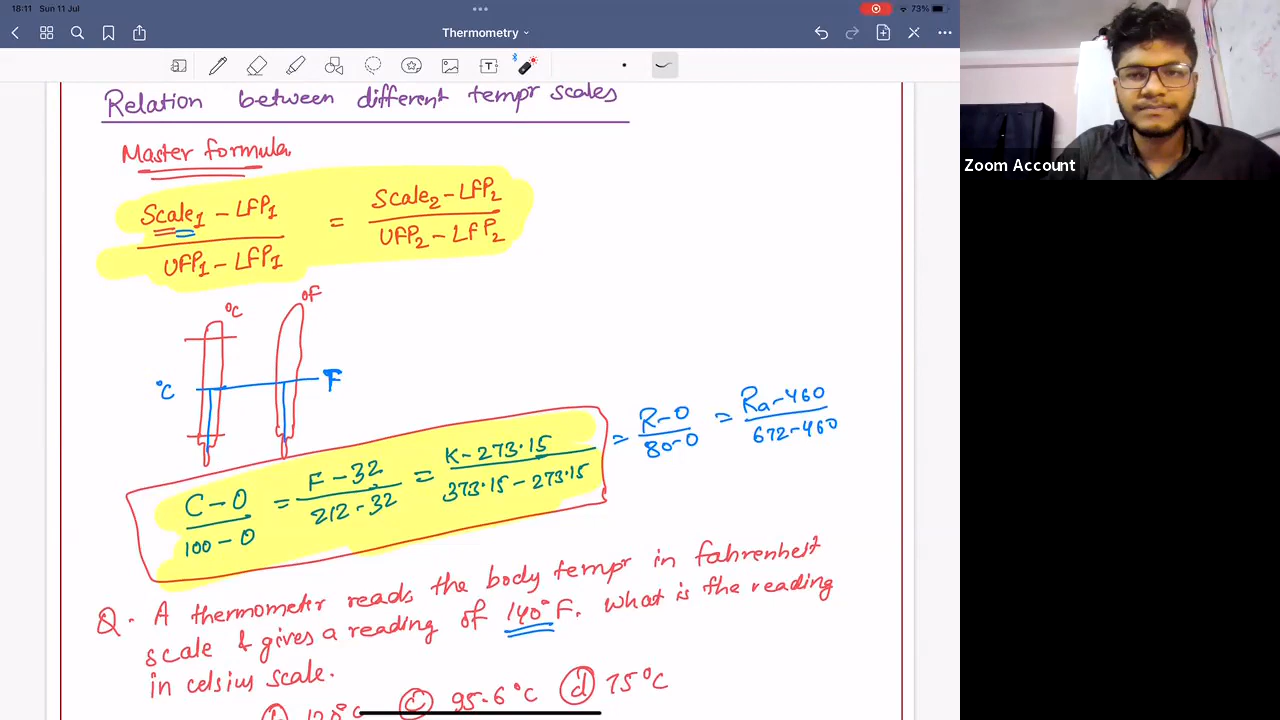 18:11 Sun 11 Jul
73%
Thermometry
Zoom Account
Relation between different tempr scales
Master formula
Scale1 - LFP1 / UFP1 - LFP1 = Scale2 - LFP2 / UFP2 - LFP2
°C °F
°C F
C - 0 / 100 - 0 = F - 32 / 212 - 32 = K - 273.15 / 373.15 - 273.15 = R - 0 / 80 - 0 = Ra - 460 / 672 - 460
Q. A thermometer reads the body tempr in fahrenheit
scale & gives a reading of 140°F. What is the reading
in celsius scale.
c 95.6°C d 75°C